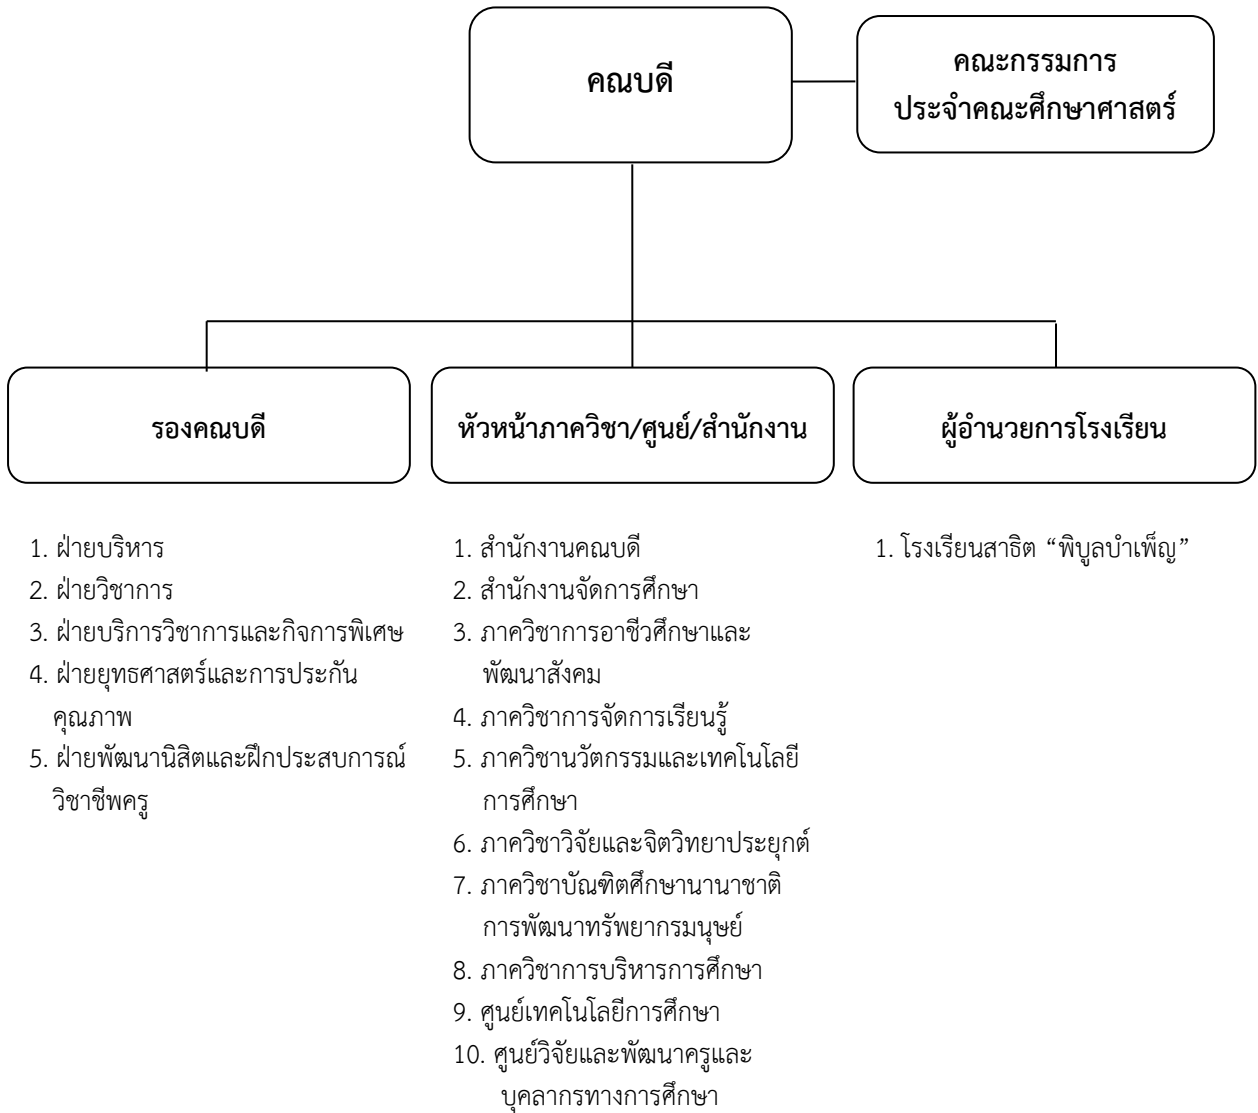 คณบดี
คณะกรรมการ
ประจำคณะศึกษาศาสตร์
รองคณบดี
หัวหน้าภาควิชา/ศูนย์/สำนักงาน
ผู้อำนวยการโรงเรียน
1. ฝ่ายบริหาร
2. ฝ่ายวิชาการ
3. ฝ่ายบริการวิชาการและกิจการพิเศษ
4. ฝ่ายยุทธศาสตร์และการประกัน
คุณภาพ
5. ฝ่ายพัฒนานิสิตและฝึกประสบการณ์
วิชาชีพครู
1. สำนักงานคณบดี
2. สำนักงานจัดการศึกษา
3. ภาควิชาการอาชีวศึกษาและ
พัฒนาสังคม
4. ภาควิชาการจัดการเรียนรู้
5. ภาควิชานวัตกรรมและเทคโนโลยี
การศึกษา
6. ภาควิชาวิจัยและจิตวิทยาประยุกต์
7. ภาควิชาบัณฑิตศึกษานานาชาติ
การพัฒนาทรัพยากรมนุษย์
8. ภาควิชาการบริหารการศึกษา
9. ศูนย์เทคโนโลยีการศึกษา
10. ศูนย์วิจัยและพัฒนาครูและ
บุคลากรทางการศึกษา
1. โรงเรียนสาธิต “พิบูลบำเพ็ญ”